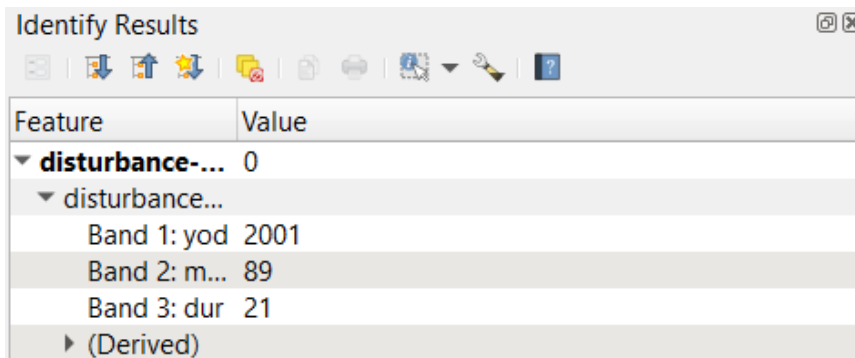 Identify Results
Feature Value
disturbance-... 0
disturbance...
Band 1: yod 2001
Band 2: m... 89
Band 3: dur 21
(Derived)